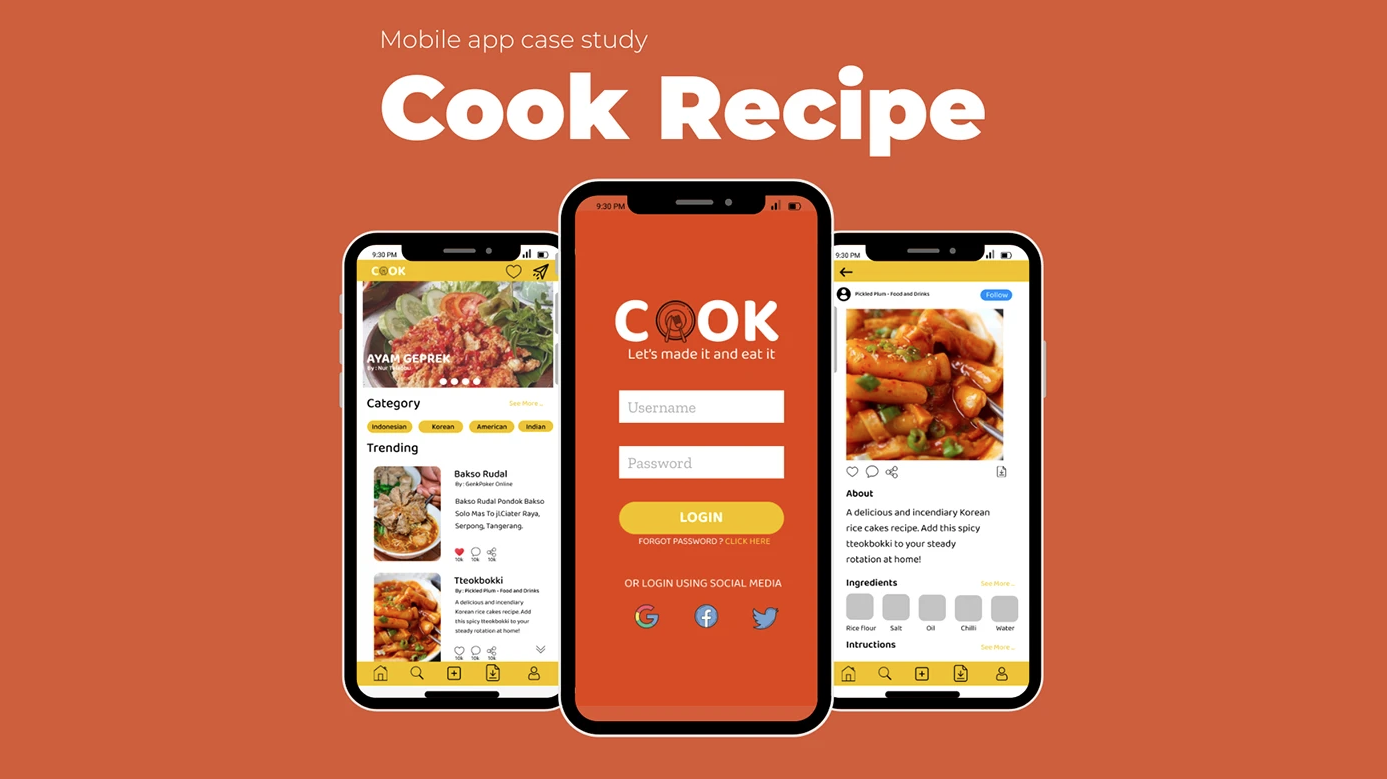 Mobile app case study
Cook Recipe
9:30 PM
COOK
AYAM GEPREK
Category
See More ..
Indonesian
Korean
American
Indian
Trending
Bakso Rudal
By : GenkPoker Online
Bakso Rudal Pondok Bakso
Solo Mas To jl.Ciater Raya,
Serpong, Tangerang.
10k
10k
10k
Tteokbokki
By : Pickled Plum - Food and Drinks
A delicious and incendiary
Korean rice cakes recipe. Add
this spicy tteokbokki to your
steady rotation at home!
10k
10k
10k
9:30 PM
COOK
Let's made it and eat it
Username
Password
LOGIN
FORGOT PASSWORD ? CLICK HERE
OR LOGIN USING SOCIAL MEDIA
9:30 PM
Pickled Plum - Food and Drinks
Follow
About
A delicious and incendiary Korean
rice cakes recipe. Add this spicy
tteokbokki to your steady
rotation at home!
Ingredients
See More ..
Rice flour
Salt
Oil
Chilli
Water
Intructions
See More ..